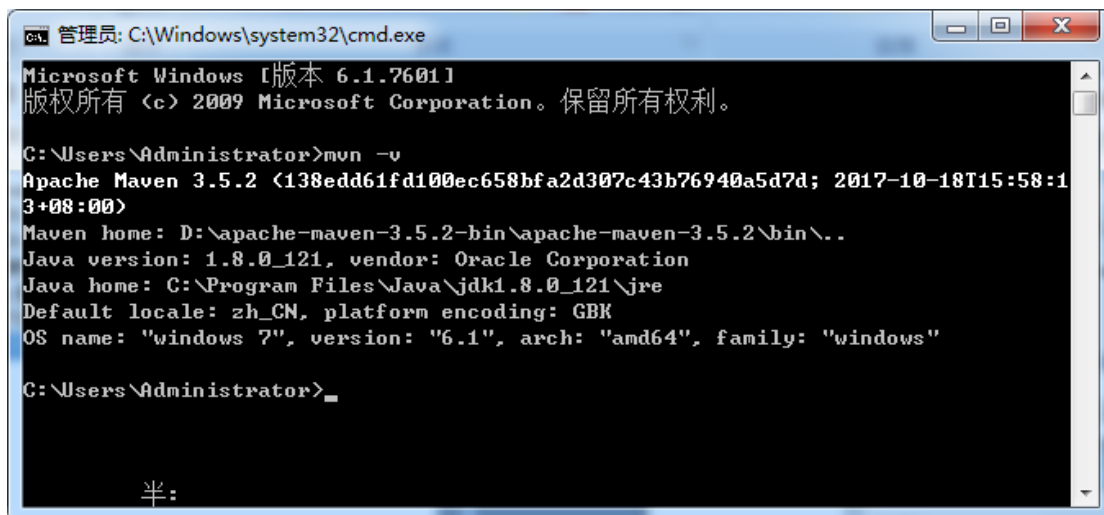 管理员: C:\Windows\system32\cmd.exe
Microsoft Windows [版本 6.1.7601]
版权所有 (c) 2009 Microsoft Corporation。保留所有权利。
C:\Users\Administrator>mvn -v
Apache Maven 3.5.2 (138edd61fd100ec658bfa2d307c43b76940a5d7d; 2017-10-18T15:58:1
3+08:00)
Maven home: D:\apache-maven-3.5.2-bin\apache-maven-3.5.2\bin\..
Java version: 1.8.0_121, vendor: Oracle Corporation
Java home: C:\Program Files\Java\jdk1.8.0_121\jre
Default locale: zh_CN, platform encoding: GBK
OS name: "windows 7", version: "6.1", arch: "amd64", family: "windows"
C:\Users\Administrator>
半: